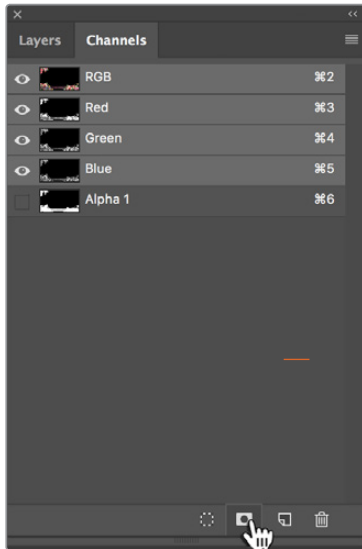 Layers Channels
RGB ⌘2
Red ⌘3
Green ⌘4
Blue ⌘5
Alpha 1 ⌘6